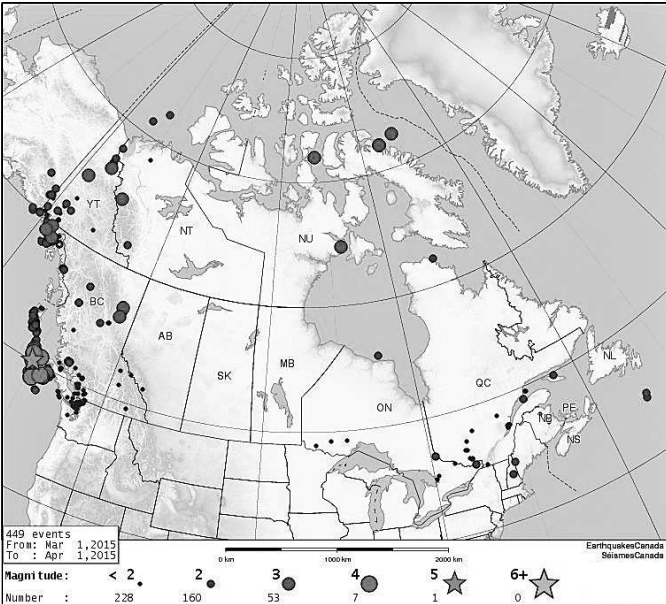 YT
NT
NU
BC
AB
SK
MB
ON
QC
NL
NB
PE
NS
449 events
From: Mar 1,2015
To : Apr 1,2015
0 km 1000 km 2000 km
EarthquakesCanada
SéismesCanada
Magnitude: < 2 2 3 4 5 6+
Number : 228 160 53 7 1 0